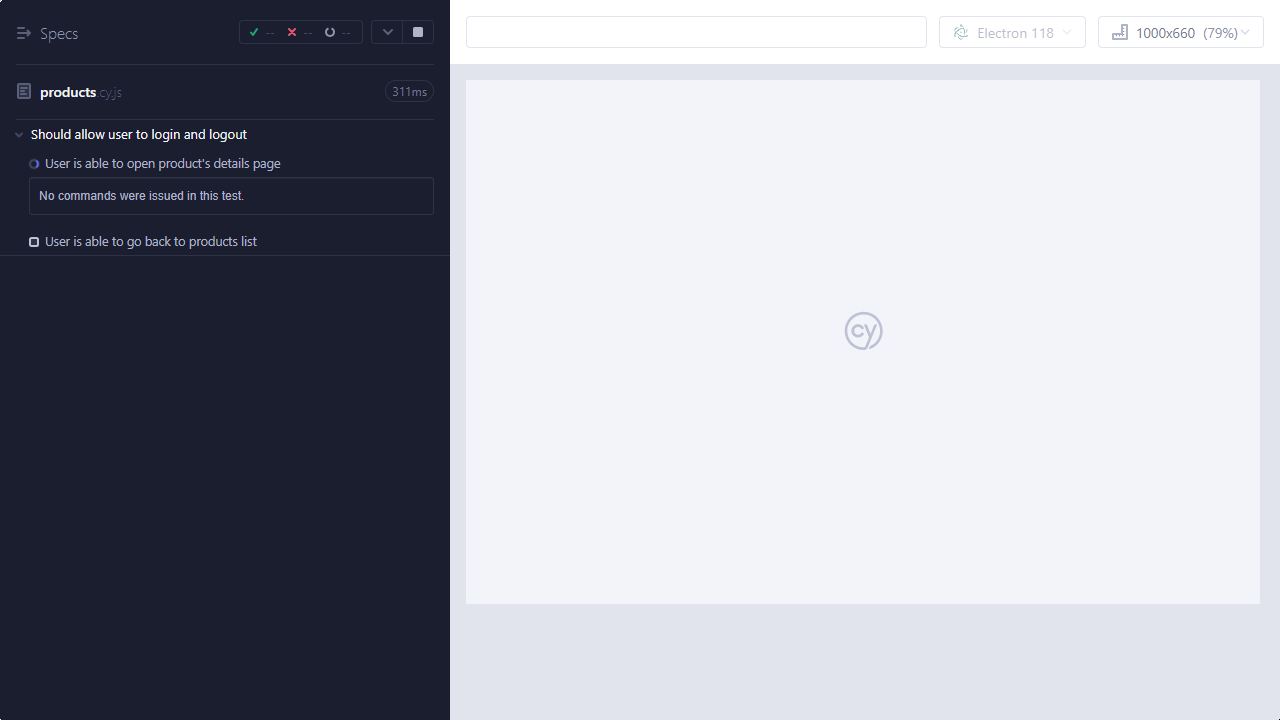 Specs
--
--
--
Electron 118
1000x660 (79%)
products.cy.js
311ms
Should allow user to login and logout
User is able to open product's details page
No commands were issued in this test.
User is able to go back to products list
cy